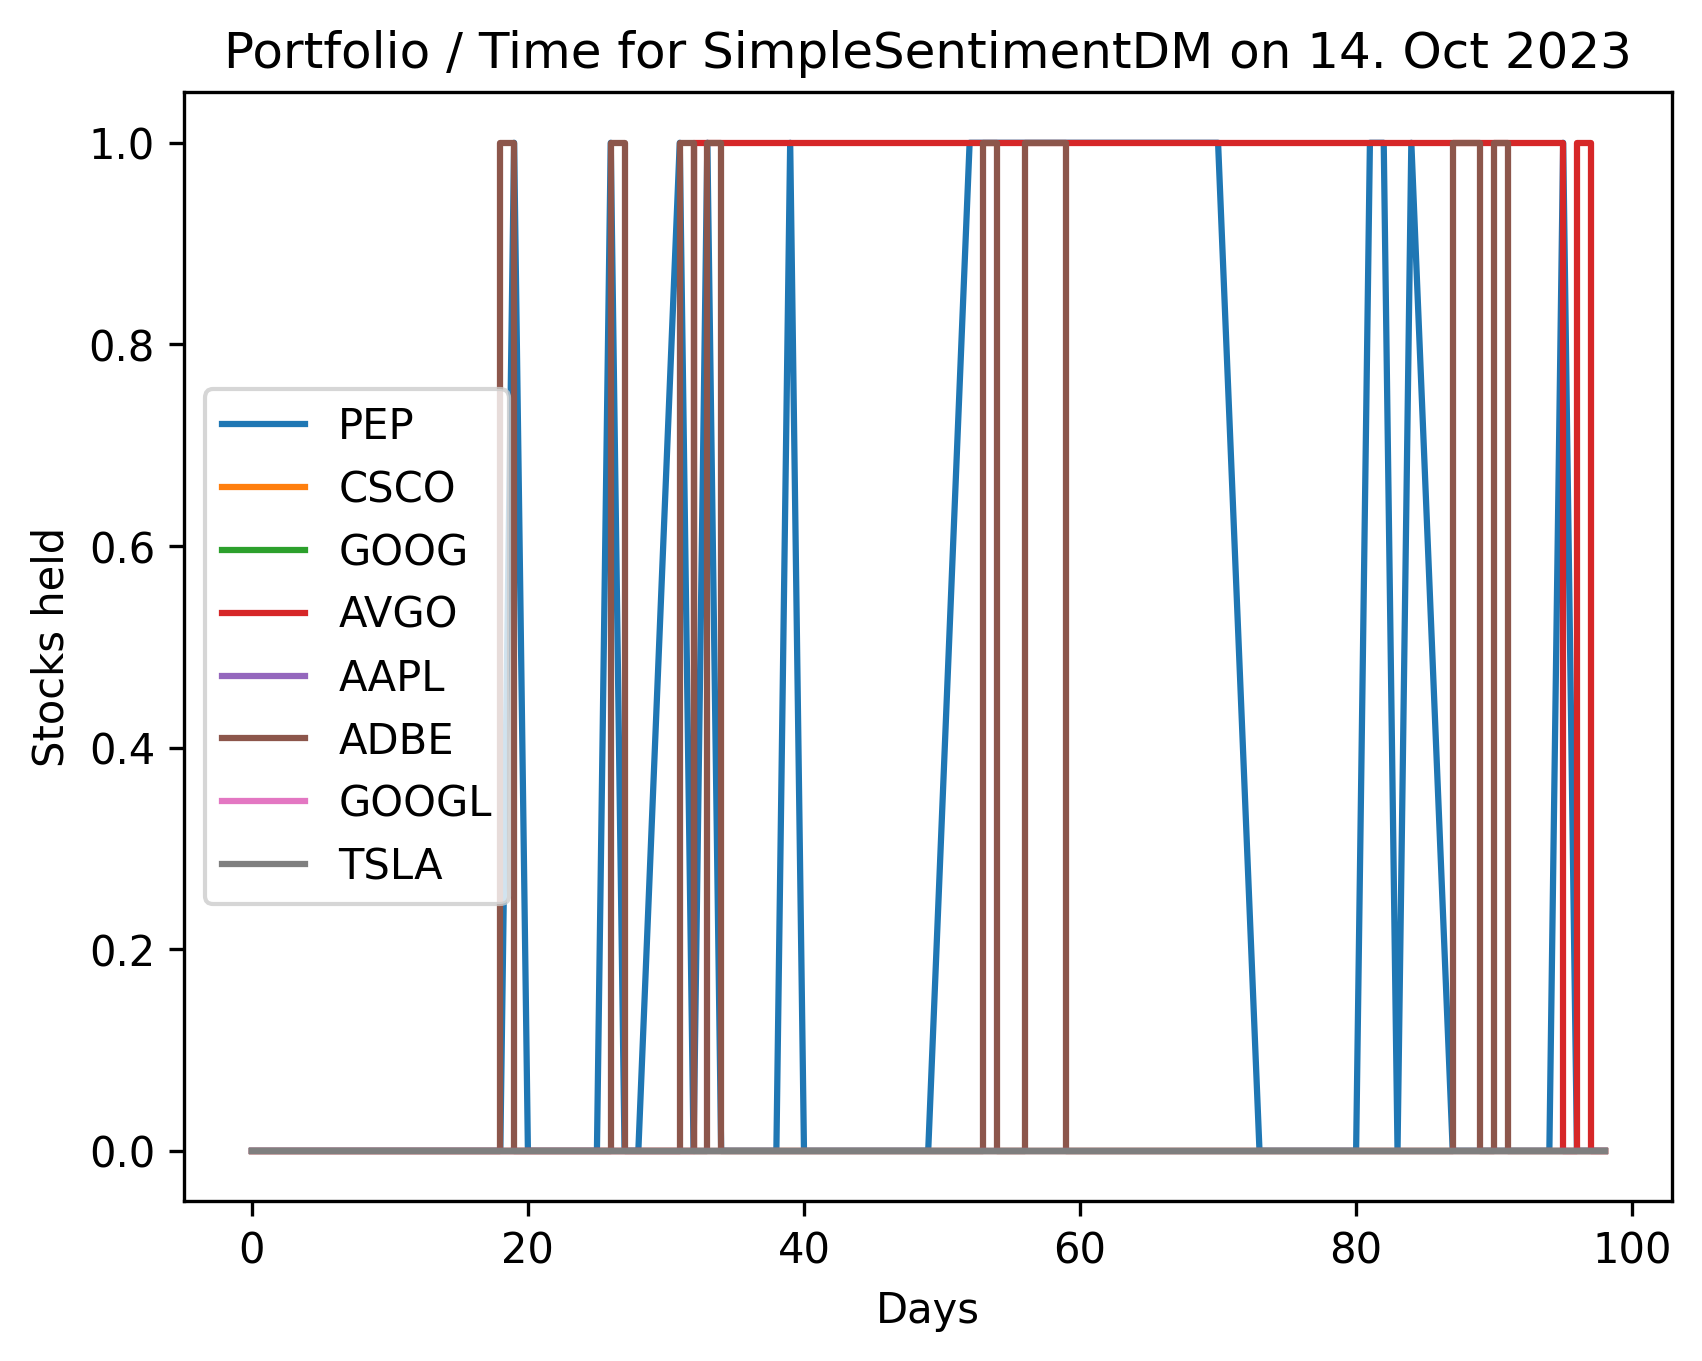 Portfolio / Time for SimpleSentimentDM on 14. Oct 2023
1.0
0.8
0.6
0.4
0.2
0.0
Stocks held
PEP
CSCO
GOOG
AVGO
AAPL
ADBE
GOOGL
TSLA
0 20 40 60 80 100
Days